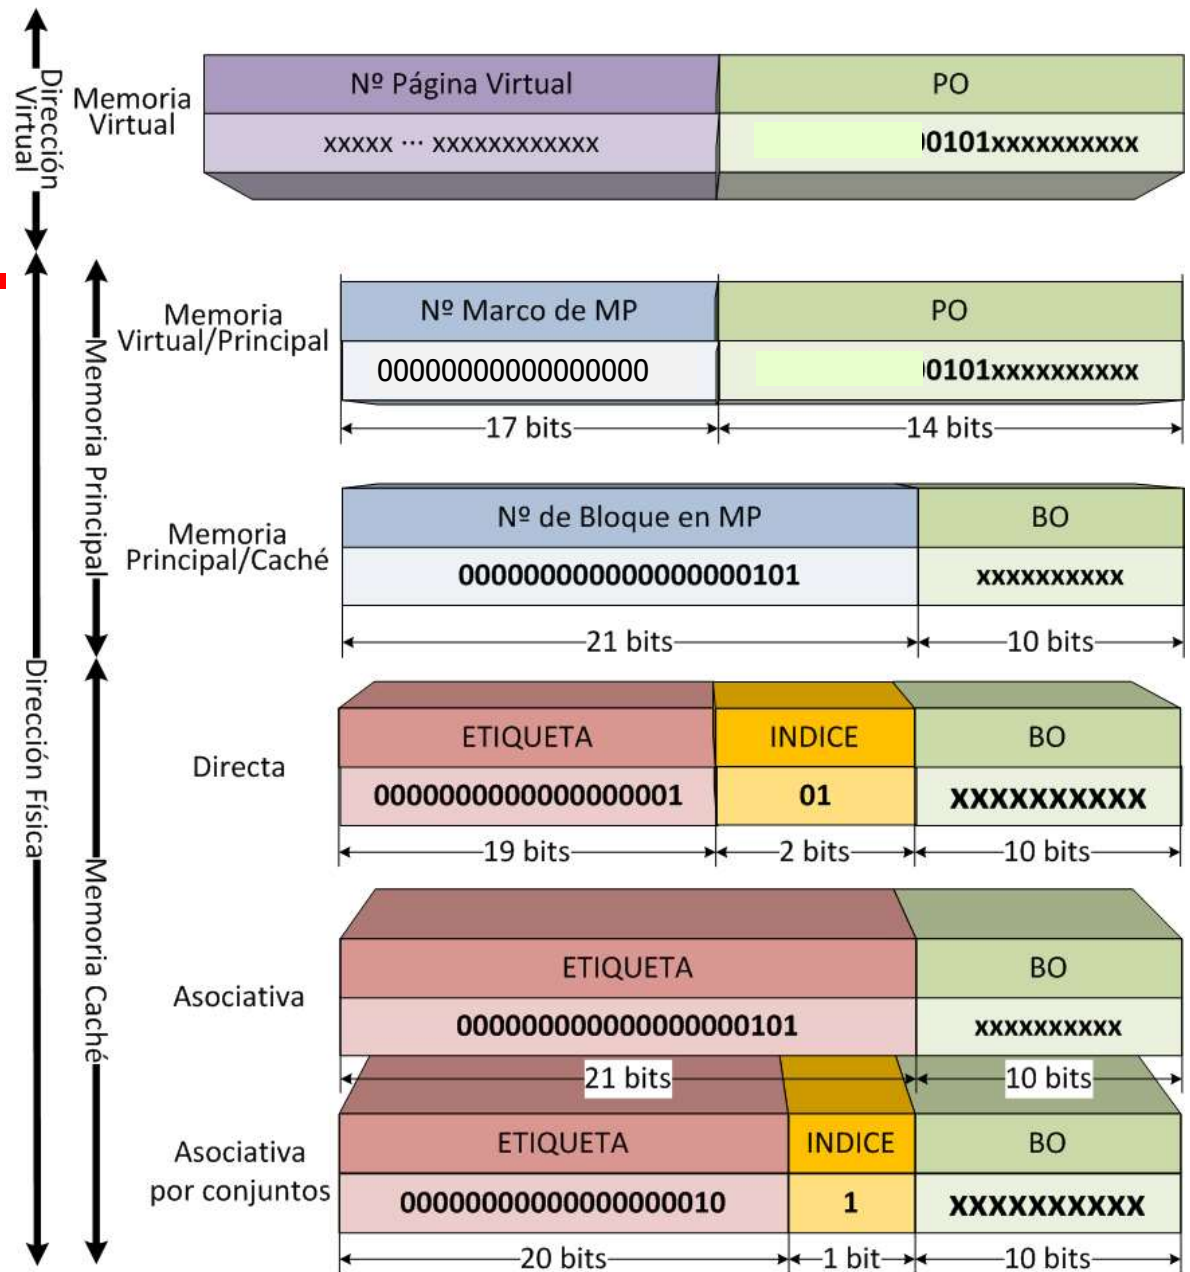 Dirección
Virtual
Memoria
Virtual
Nº Página Virtual
PO
xxxxx ··· xxxxxxxxxxxx
0101xxxxxxxxxx
Dirección Física
Memoria Principal
Memoria
Virtual/Principal
Nº Marco de MP
PO
00000000000000000
0101xxxxxxxxxx
17 bits
14 bits
Memoria
Principal/Caché
Nº de Bloque en MP
BO
000000000000000000101
xxxxxxxxxx
21 bits
10 bits
Memoria Caché
Directa
ETIQUETA
INDICE
BO
0000000000000000001
01
xxxxxxxxxx
19 bits
2 bits
10 bits
Asociativa
ETIQUETA
BO
000000000000000000101
xxxxxxxxxx
21 bits
10 bits
Asociativa
por conjuntos
ETIQUETA
INDICE
BO
00000000000000000010
1
xxxxxxxxxx
20 bits
1 bit
10 bits